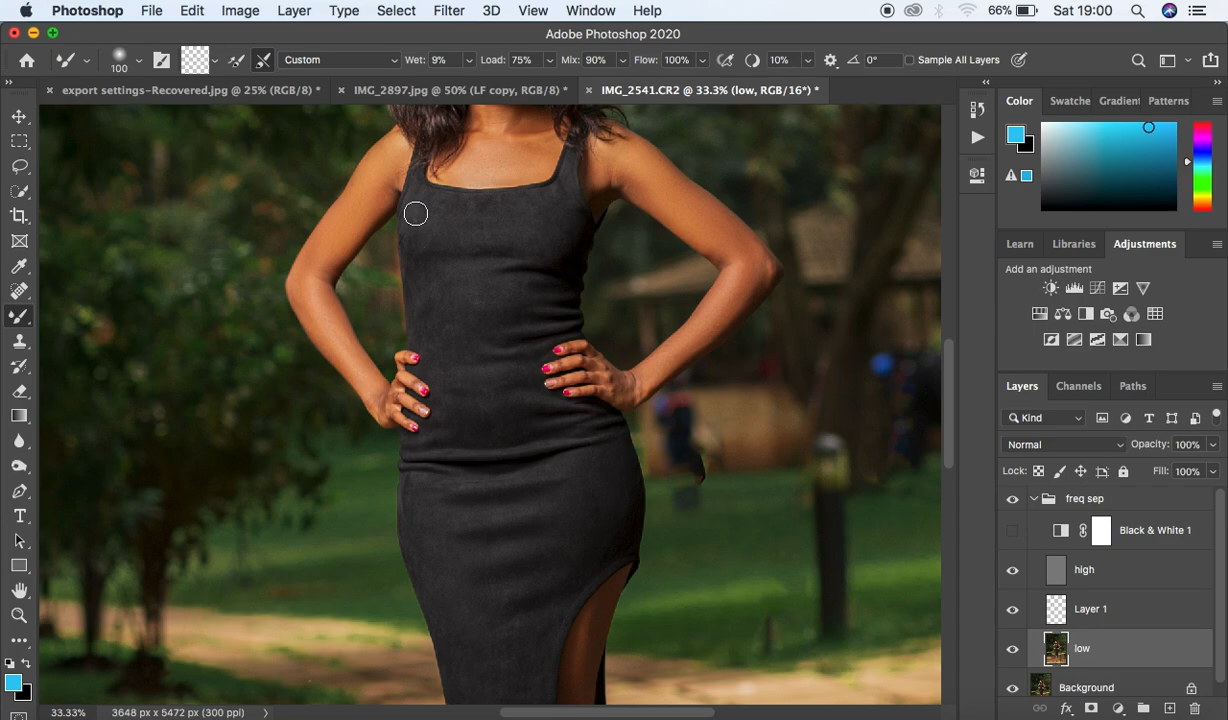 Photoshop File Edit Image Layer Type Select Filter 3D View Window Help 66% Sat 19:00
Adobe Photoshop 2020
100 Custom Wet: 9% Load: 75% Mix: 90% Flow: 100% 10% 0° Sample All Layers
export settings-Recovered.jpg @ 25% (RGB/8) * IMG_2897.jpg @ 50% (LF copy, RGB/8) * IMG_2541.CR2 @ 33.3% (low, RGB/16*) *
Color Swatche Gradient Patterns
Learn Libraries Adjustments
Add an adjustment
Layers Channels Paths
Kind
Normal Opacity: 100%
Lock: Fill: 100%
freq sep
Black & White 1
high
Layer 1
low
Background
33.33% 3648 px x 5472 px (300 ppi)